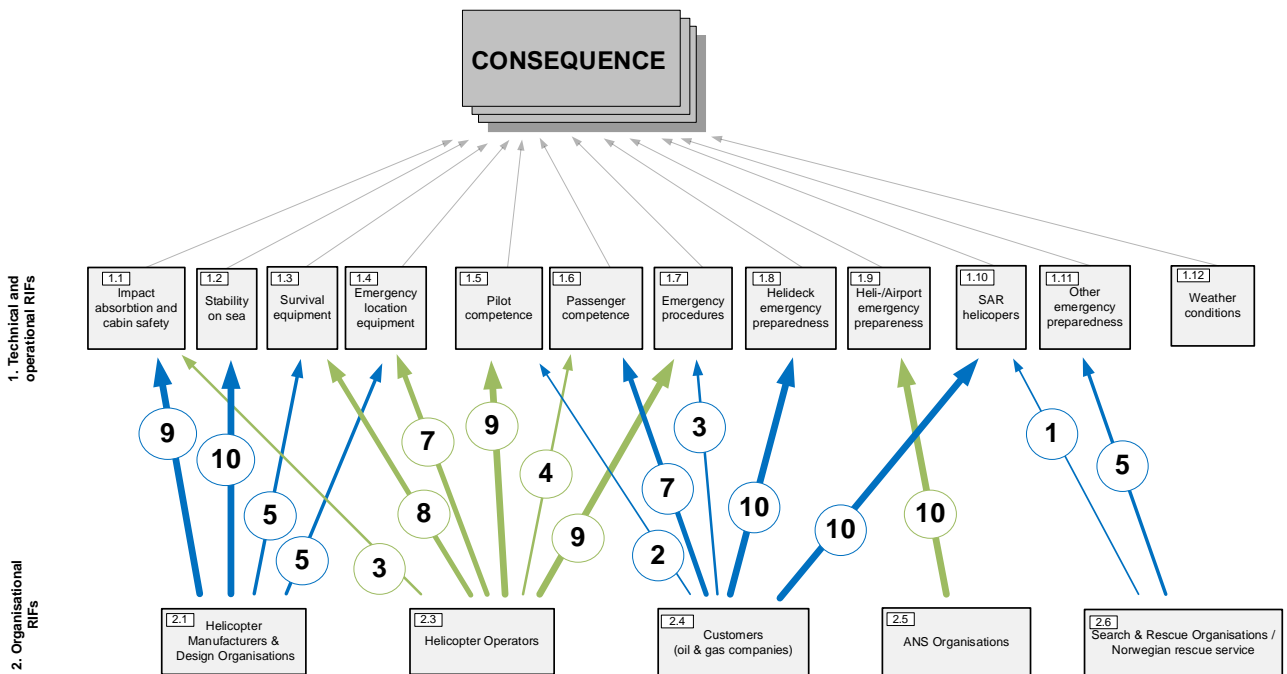 CONSEQUENCE
1. Technical and
operational RIFs
1.1
Impact
absorbtion and
cabin safety
1.2
Stability
on sea
1.3
Survival
equipment
1.4
Emergency
location
equipment
1.5
Pilot
competence
1.6
Passenger
competence
1.7
Emergency
procedures
1.8
Helideck
emergency
preparedness
1.9
Heli-/Airport
emergency
prepareness
1.10
SAR
helicopers
1.11
Other
emergency
preparedness
1.12
Weather
conditions
9
10
5
5
3
8
7
9
4
9
2
7
3
10
10
10
1
5
2. Organisational
RIFs
2.1
Helicopter
Manufacturers &
Design Organisations
2.3
Helicopter Operators
2.4
Customers
(oil & gas companies)
2.5
ANS Organisations
2.6
Search & Rescue Organisations /
Norwegian rescue service